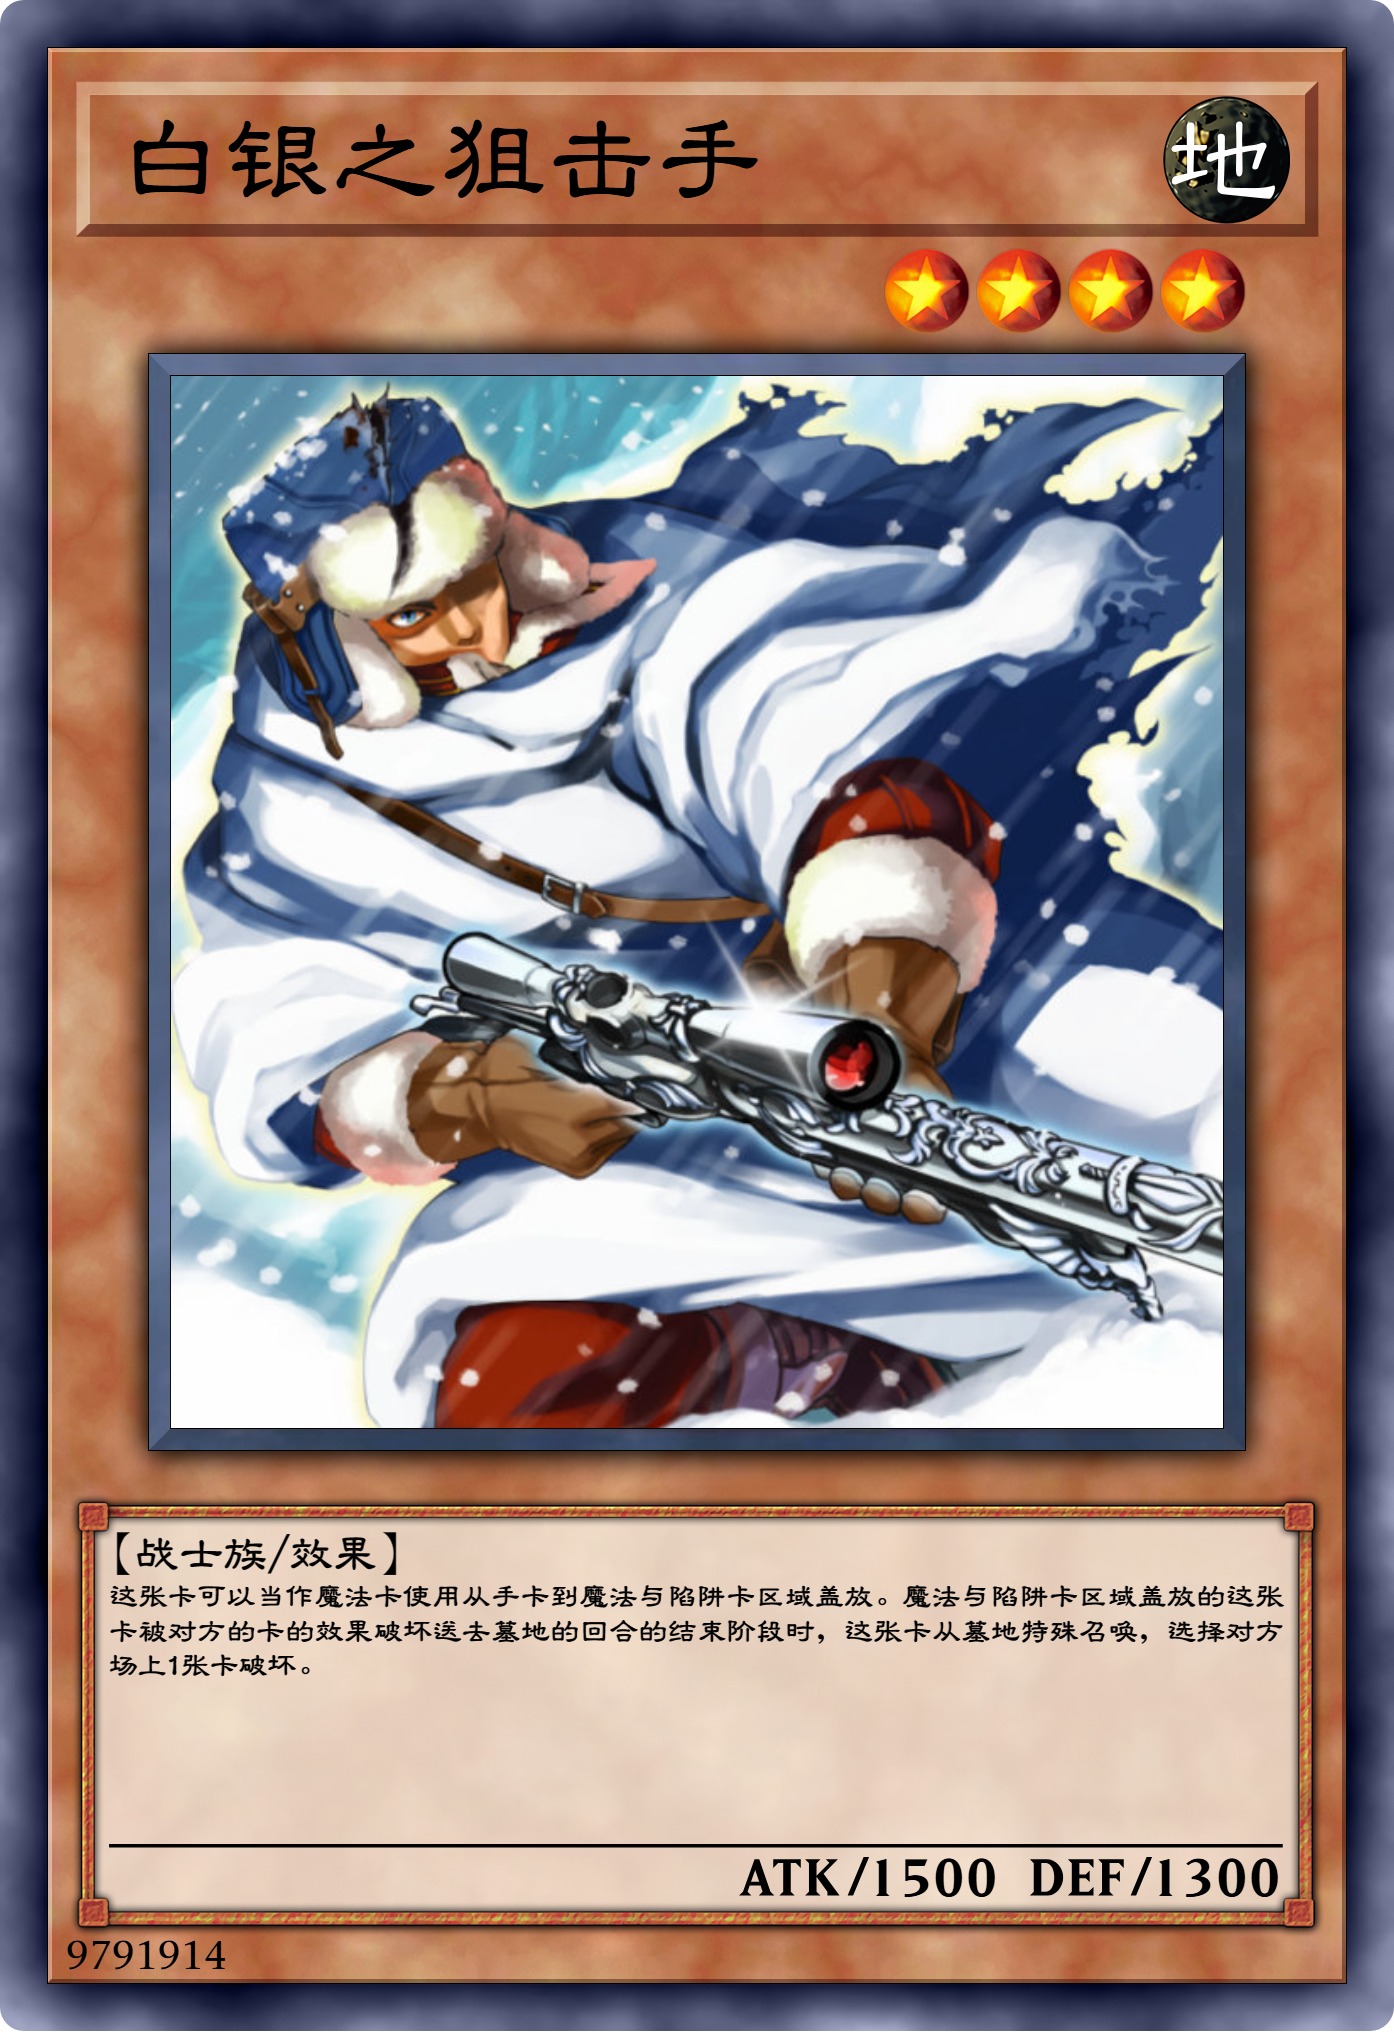 白银之狙击手
地
【战士族/效果】
这张卡可以当作魔法卡使用从手卡到魔法与陷阱卡区域盖放。魔法与陷阱卡区域盖放的这张
卡被对方的卡的效果破坏送去墓地的回合的结束阶段时，这张卡从墓地特殊召唤，选择对方
场上1张卡破坏。
ATK/1500 DEF/1300
9791914